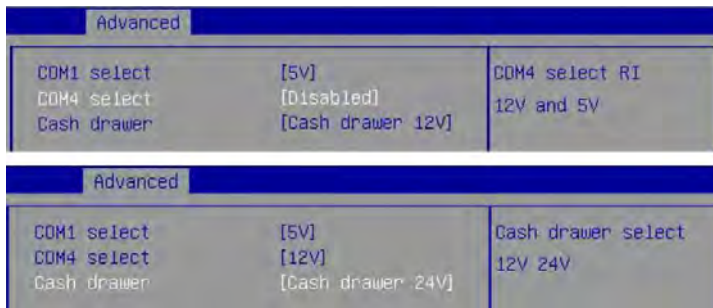 Advanced
COM1 select [5V] COM4 select RI
COM4 select [Disabled] 12V and 5V
Cash drawer [Cash drawer 12V]
Advanced
COM1 select [5V] Cash drawer select
COM4 select [12V] 12V 24V
Cash drawer [Cash drawer 24V]